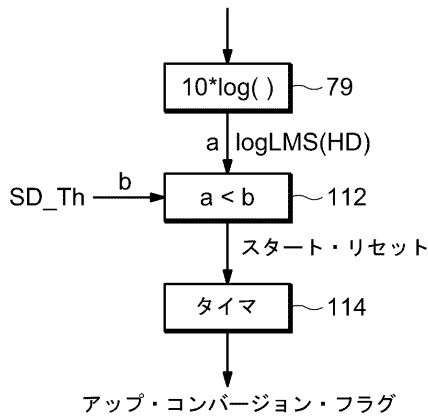 10*log( )
79
a
logLMS(HD)
SD_Th
b
a < b
112
スタート・リセット
タイマ
114
アップ・コンバージョン・フラグ